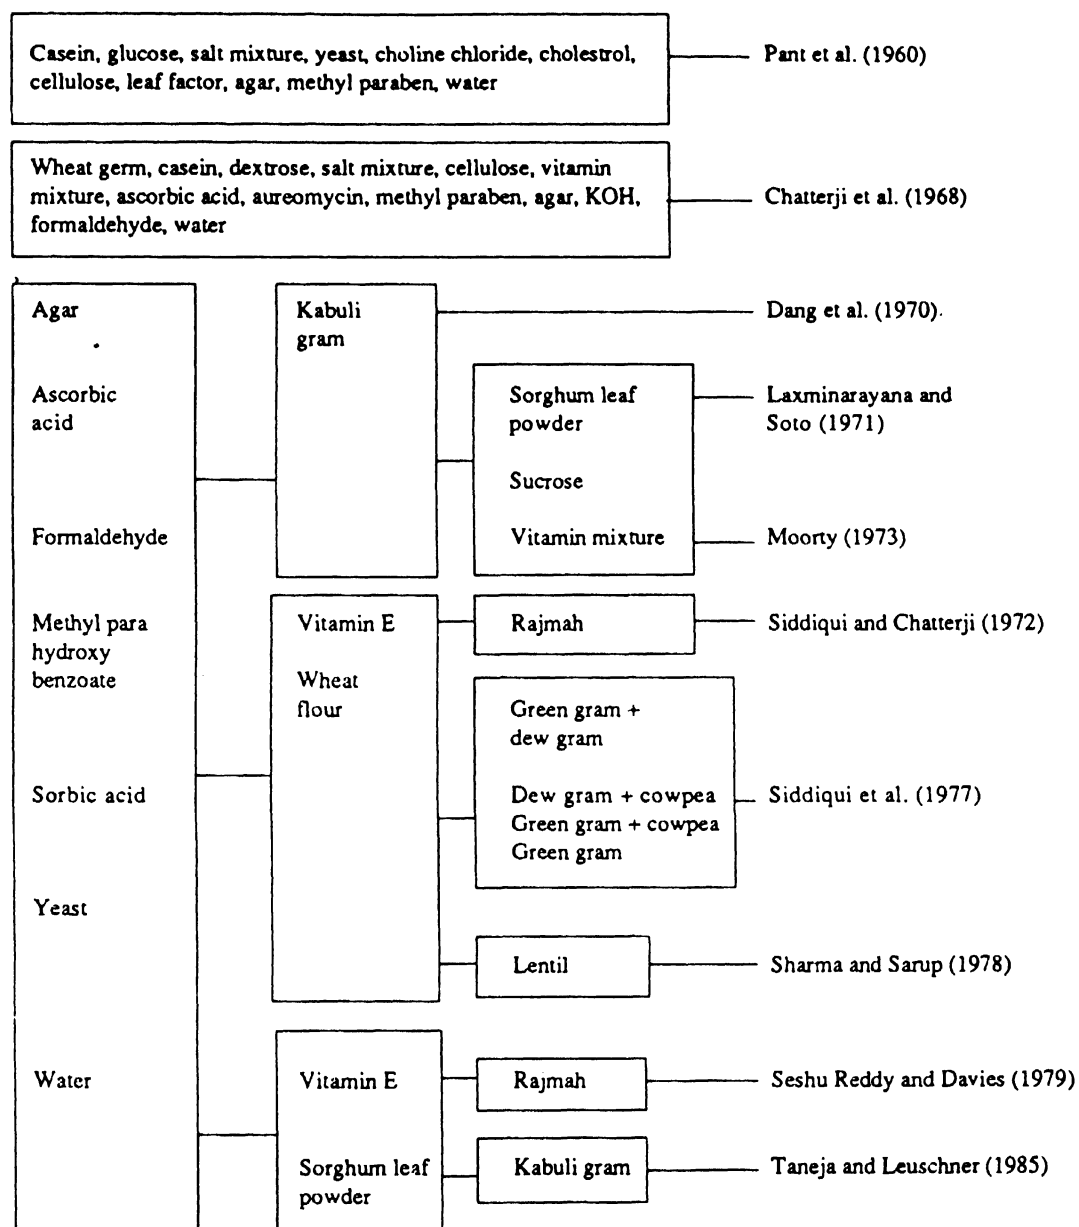 Casein, glucose, salt mixture, yeast, choline chloride, cholestrol,
cellulose, leaf factor, agar, methyl paraben, water
Pant et al. (1960)
Wheat germ, casein, dextrose, salt mixture, cellulose, vitamin
mixture, ascorbic acid, aureomycin, methyl paraben, agar, KOH,
formaldehyde, water
Chatterji et al. (1968)
Agar
Ascorbic
acid
Formaldehyde
Methyl para
hydroxy
benzoate
Sorbic acid
Yeast
Water
Kabuli
gram
Dang et al. (1970).
Sorghum leaf
powder
Sucrose
Vitamin mixture
Laxminarayana and
Soto (1971)
Moorty (1973)
Vitamin E
Wheat
flour
Rajmah
Siddiqui and Chatterji (1972)
Green gram +
dew gram
Dew gram + cowpea
Green gram + cowpea
Green gram
Siddiqui et al. (1977)
Lentil
Sharma and Sarup (1978)
Vitamin E
Sorghum leaf
powder
Rajmah
Seshu Reddy and Davies (1979)
Kabuli gram
Taneja and Leuschner (1985)